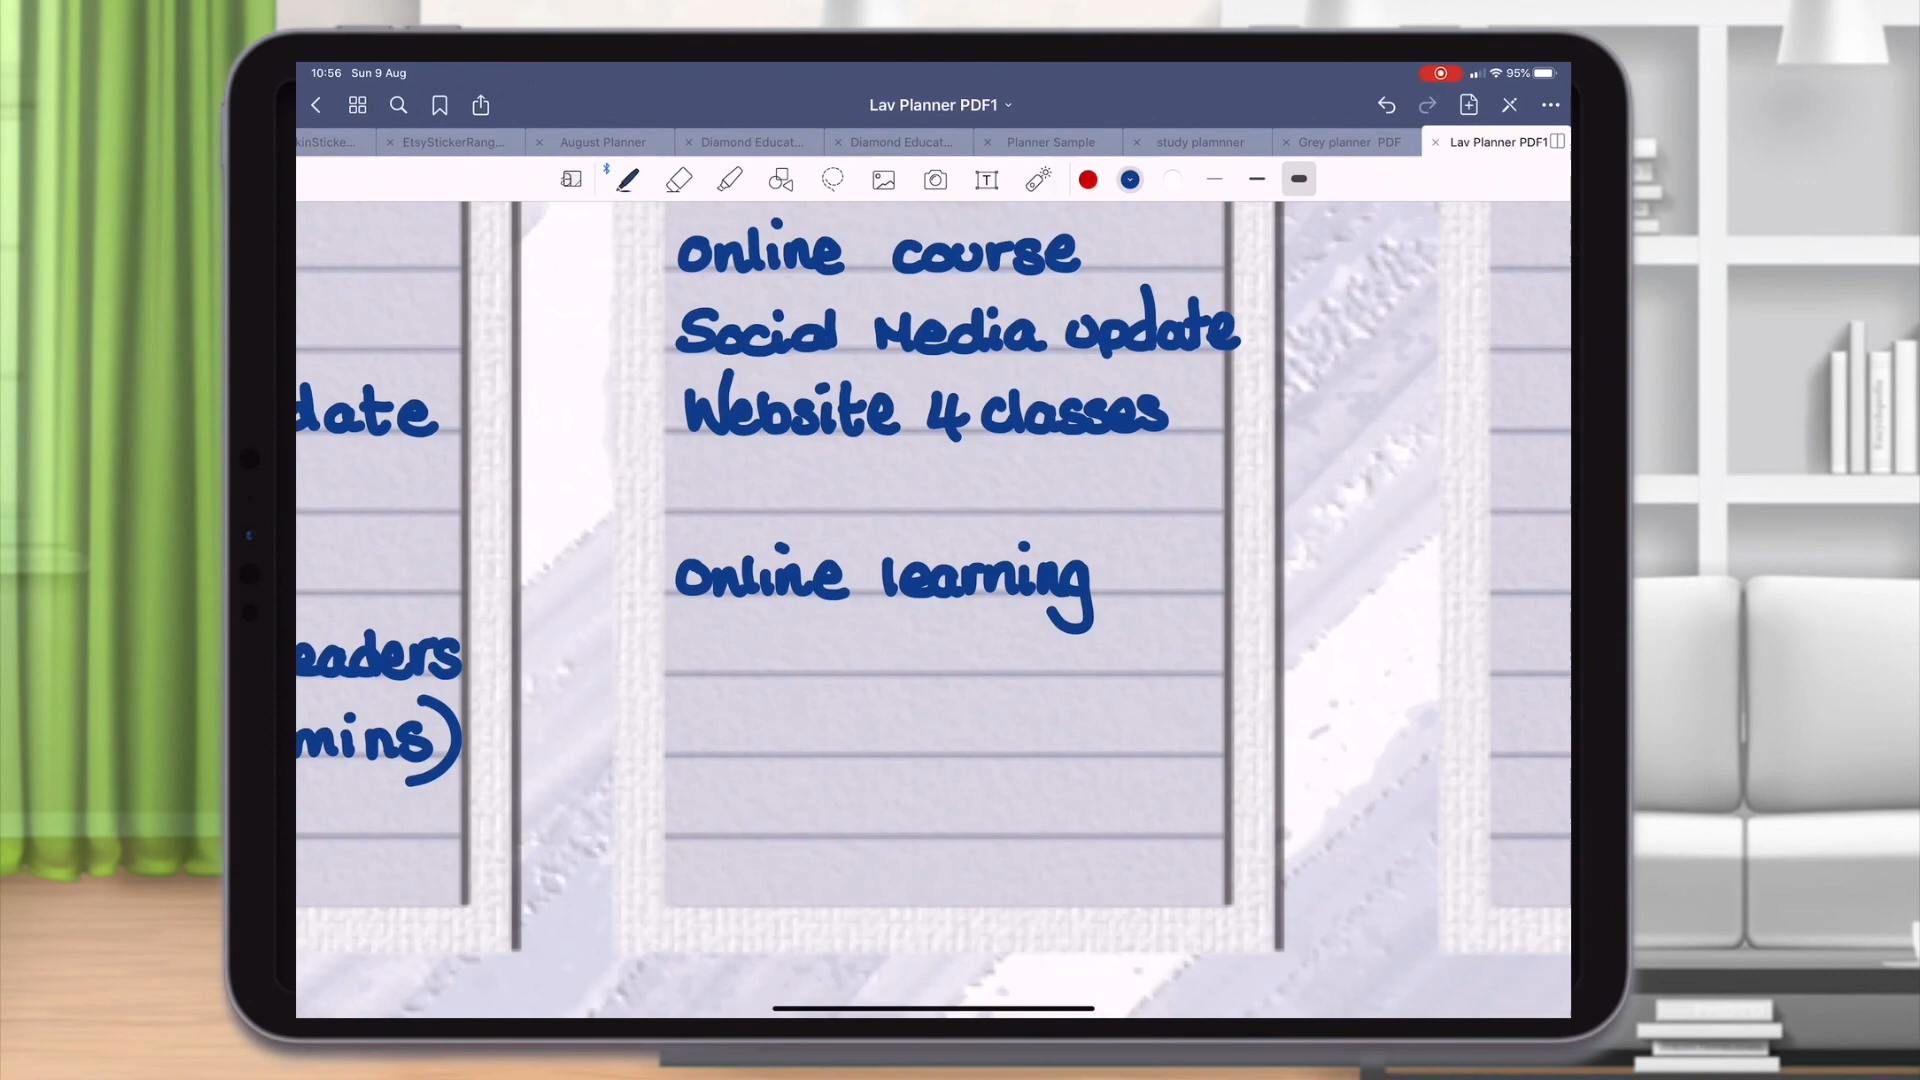 10:56 Sun 9 Aug
95%
Lav Planner PDF1
kinSticke...
EtsyStickerRang...
August Planner
Diamond Educat...
Diamond Educat...
Planner Sample
study plamnner
Grey planner PDF
Lav Planner PDF1
T
Online course
Social Media update
Website 4 classes
date
Online learning
eaders
mins)
Encyclopedia